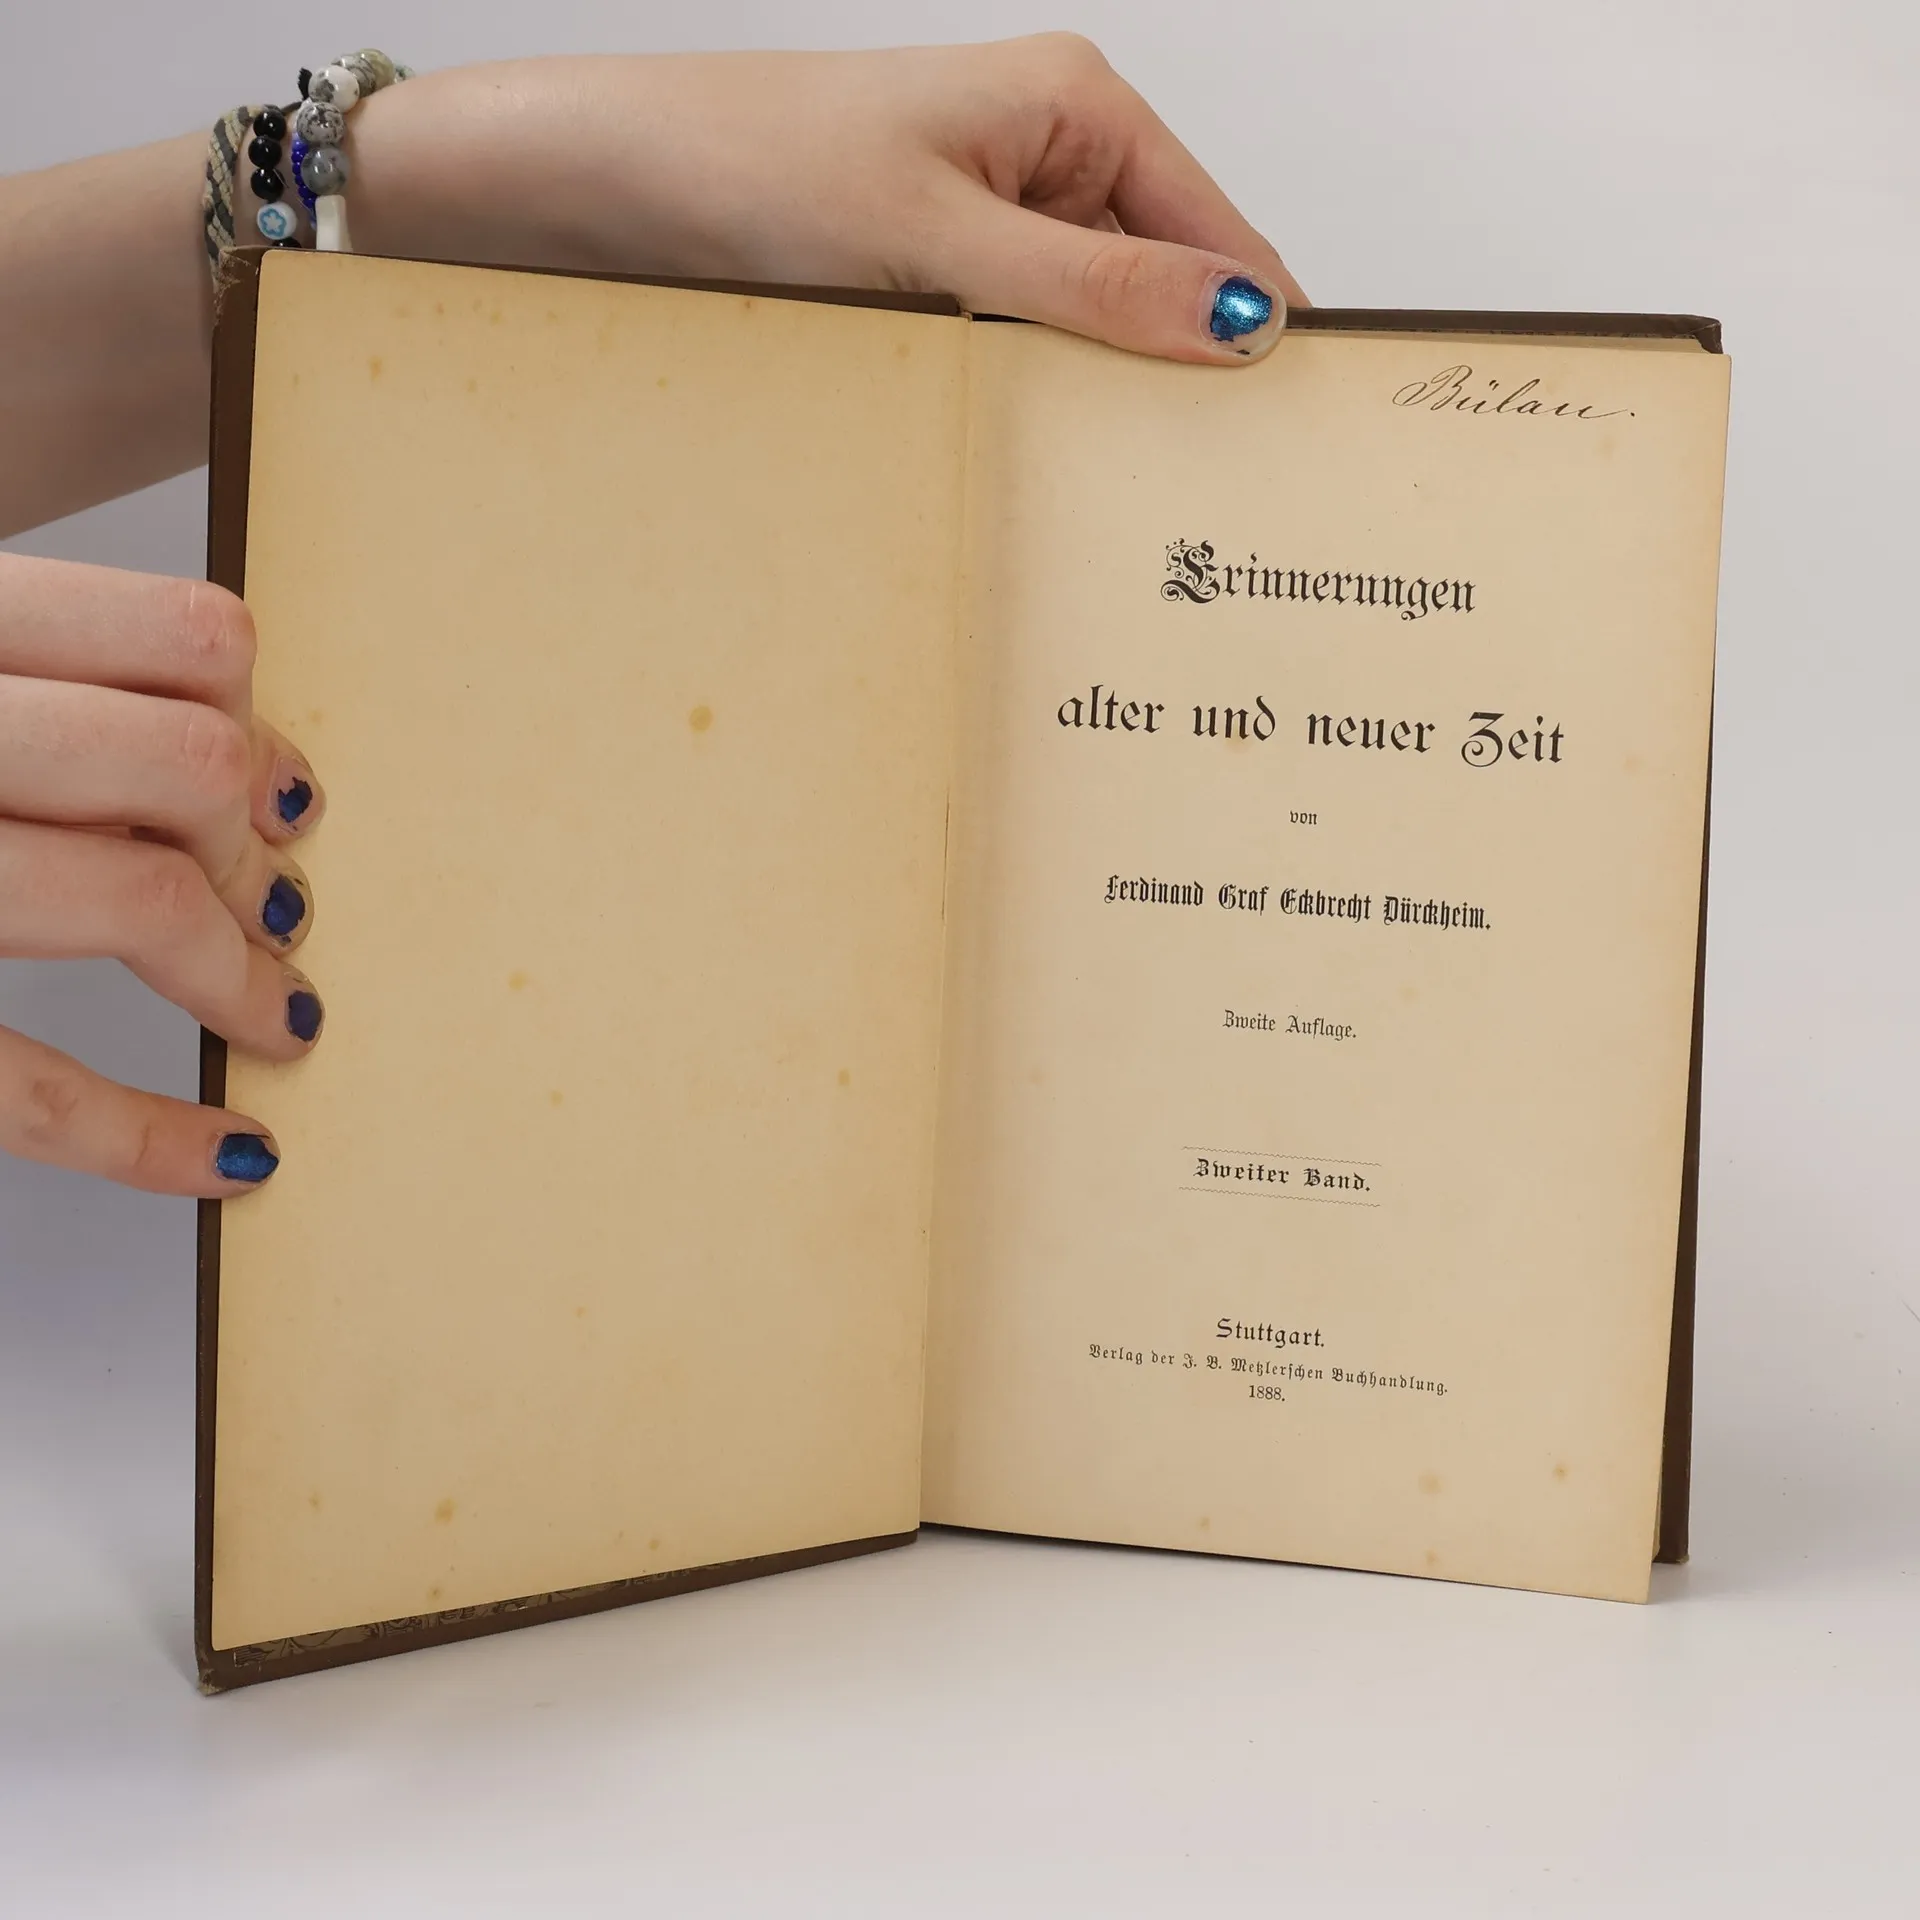 Bülau.
Erinnerungen
alter und neuer Zeit
von
Ferdinand Graf Eckbrecht Dürckheim.
Zweite Auflage.
Zweiter Band.
Stuttgart.
Verlag der J. B. Metzlerschen Buchhandlung.
1888.